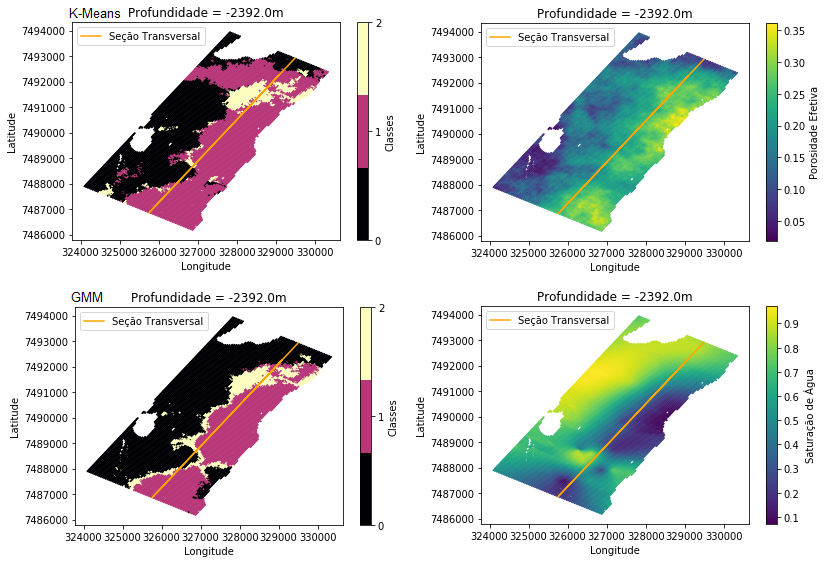 K-Means Profundidade = -2392.0m
Seção Transversal
7494000
7493000
7492000
7491000
7490000
7489000
7488000
7487000
7486000
Latitude
324000 325000 326000 327000 328000 329000 330000
Longitude
2
1
0
Classes
Profundidade = -2392.0m
Seção Transversal
7494000
7493000
7492000
7491000
7490000
7489000
7488000
7487000
7486000
Latitude
324000 325000 326000 327000 328000 329000 330000
Longitude
0.35
0.30
0.25
0.20
0.15
0.10
0.05
Porosidade Efetiva
GMM Profundidade = -2392.0m
Seção Transversal
7494000
7493000
7492000
7491000
7490000
7489000
7488000
7487000
7486000
Latitude
324000 325000 326000 327000 328000 329000 330000
Longitude
2
1
0
Classes
Profundidade = -2392.0m
Seção Transversal
7494000
7493000
7492000
7491000
7490000
7489000
7488000
7487000
7486000
Latitude
324000 325000 326000 327000 328000 329000 330000
Longitude
0.9
0.8
0.7
0.6
0.5
0.4
0.3
0.2
0.1
Saturação de Água